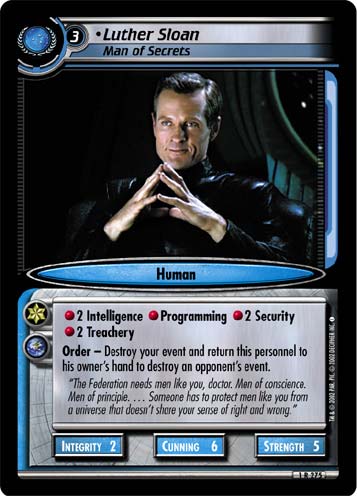 3
•Luther Sloan
Man of Secrets
Human
• 2 Intelligence • Programming • 2 Security
• 2 Treachery
Order – Destroy your event and return this personnel to
his owner's hand to destroy an opponent's event.
"The Federation needs men like you, doctor. Men of conscience.
Men of principle. . . . Someone has to protect men like you from
a universe that doesn't share your sense of right and wrong."
INTEGRITY 2 CUNNING 6 STRENGTH 5
1 R 375